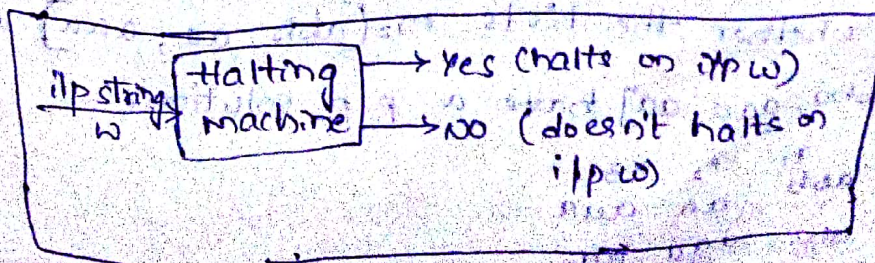 i/p string
w
Halting
machine
Yes (halts on i/p w)
NO (doesn't halts on
i/p w)